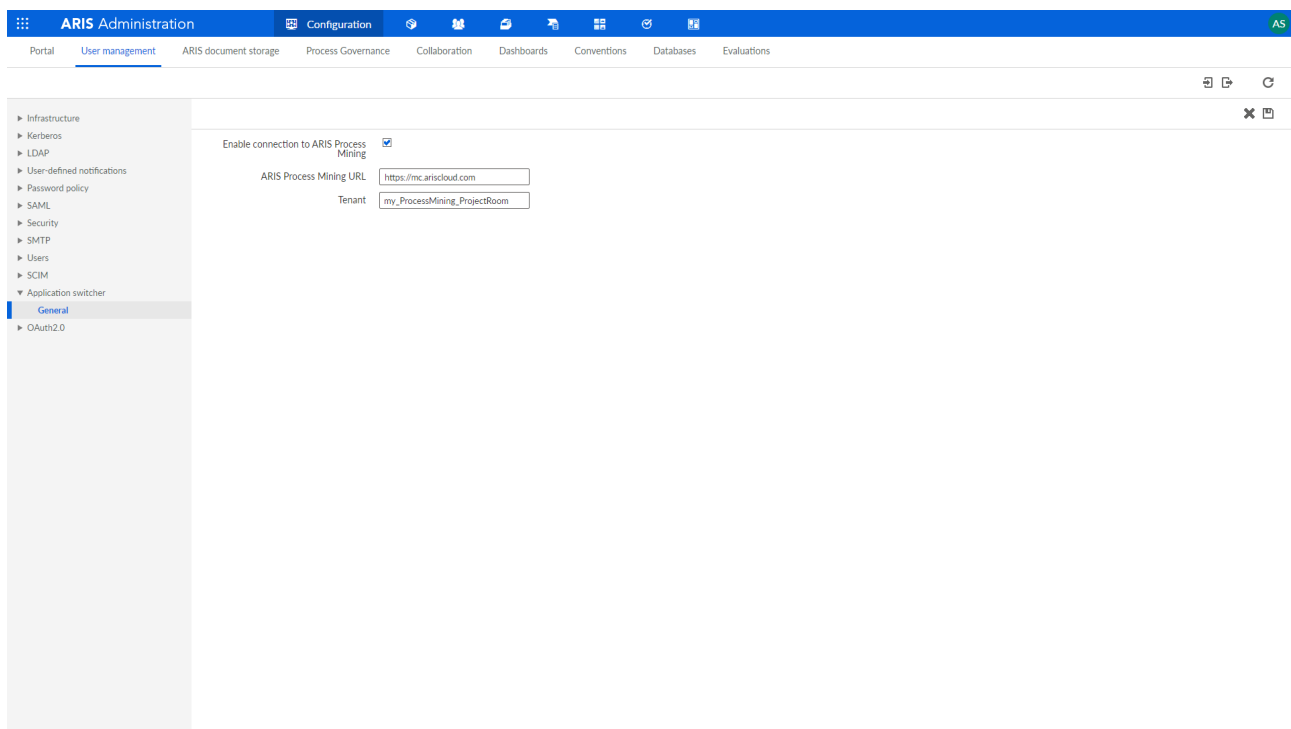 ARIS Administration
Configuration
AS
Portal
User management
ARIS document storage
Process Governance
Collaboration
Dashboards
Conventions
Databases
Evaluations
Infrastructure
Kerberos
LDAP
User-defined notifications
Password policy
SAML
Security
SMTP
Users
SCIM
Application switcher
General
OAuth2.0
Enable connection to ARIS Process
Mining
ARIS Process Mining URL
https://mc.ariscloud.com
Tenant
my_ProcessMining_ProjectRoom